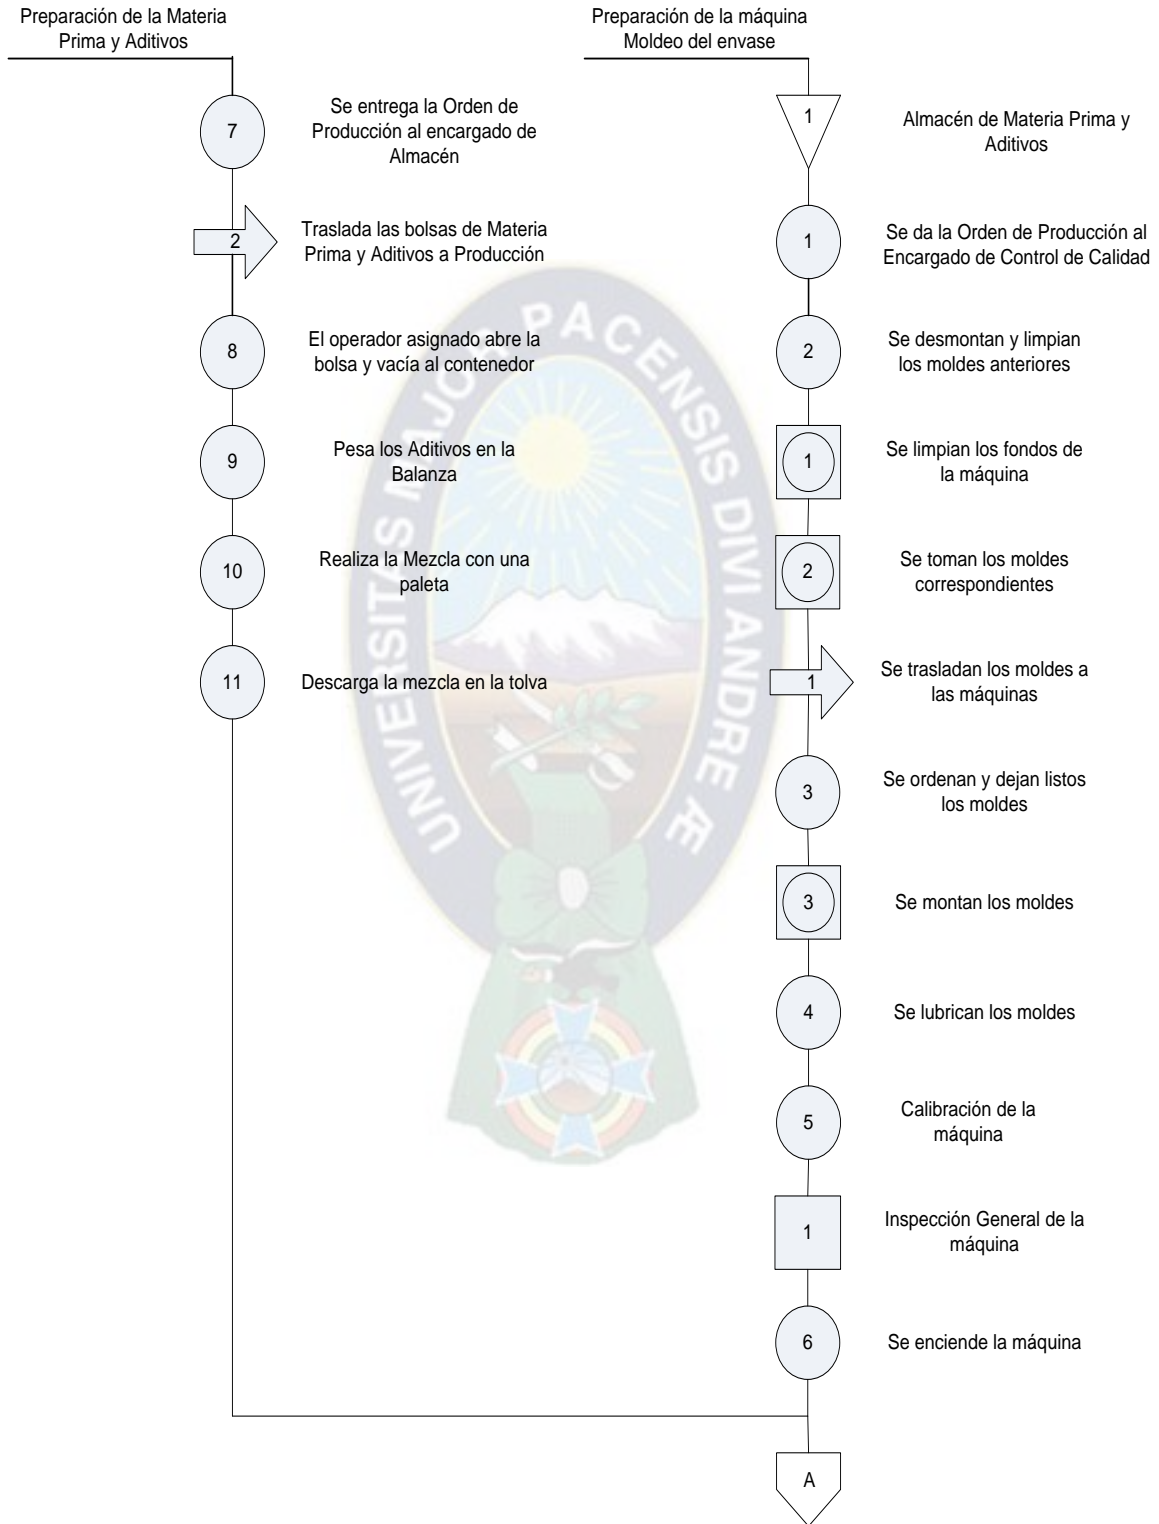 Preparación de la Materia
Prima y Aditivos
7
Se entrega la Orden de
Producción al encargado de
Almacén
2
Traslada las bolsas de Materia
Prima y Aditivos a Producción
8
El operador asignado abre la
bolsa y vacía al contenedor
9
Pesa los Aditivos en la
Balanza
10
Realiza la Mezcla con una
paleta
11
Descarga la mezcla en la tolva
Preparación de la máquina
Moldeo del envase
1
Almacén de Materia Prima y
Aditivos
1
Se da la Orden de Producción al
Encargado de Control de Calidad
2
Se desmontan y limpian
los moldes anteriores
1
Se limpian los fondos de
la máquina
2
Se toman los moldes
correspondientes
1
Se trasladan los moldes a
las máquinas
3
Se ordenan y dejan listos
los moldes
3
Se montan los moldes
4
Se lubrican los moldes
5
Calibración de la
máquina
1
Inspección General de la
máquina
6
Se enciende la máquina
A
UNIVERSITAS MAJOR PACENSIS DIVI ANDRE Æ